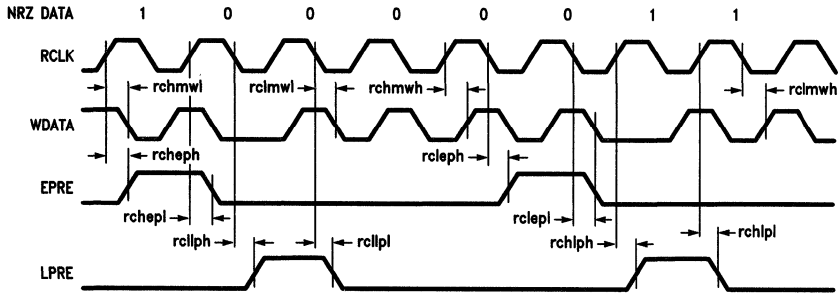 NRZ DATA 1 0 0 0 0 0 1 1
RCLK
rchmwl rclmwl rchmwh rclmwh
WDATA
rcheph rcleph
EPRE
rchepl rclepl
rcllph rcllpl rchlph rchlpl
LPRE